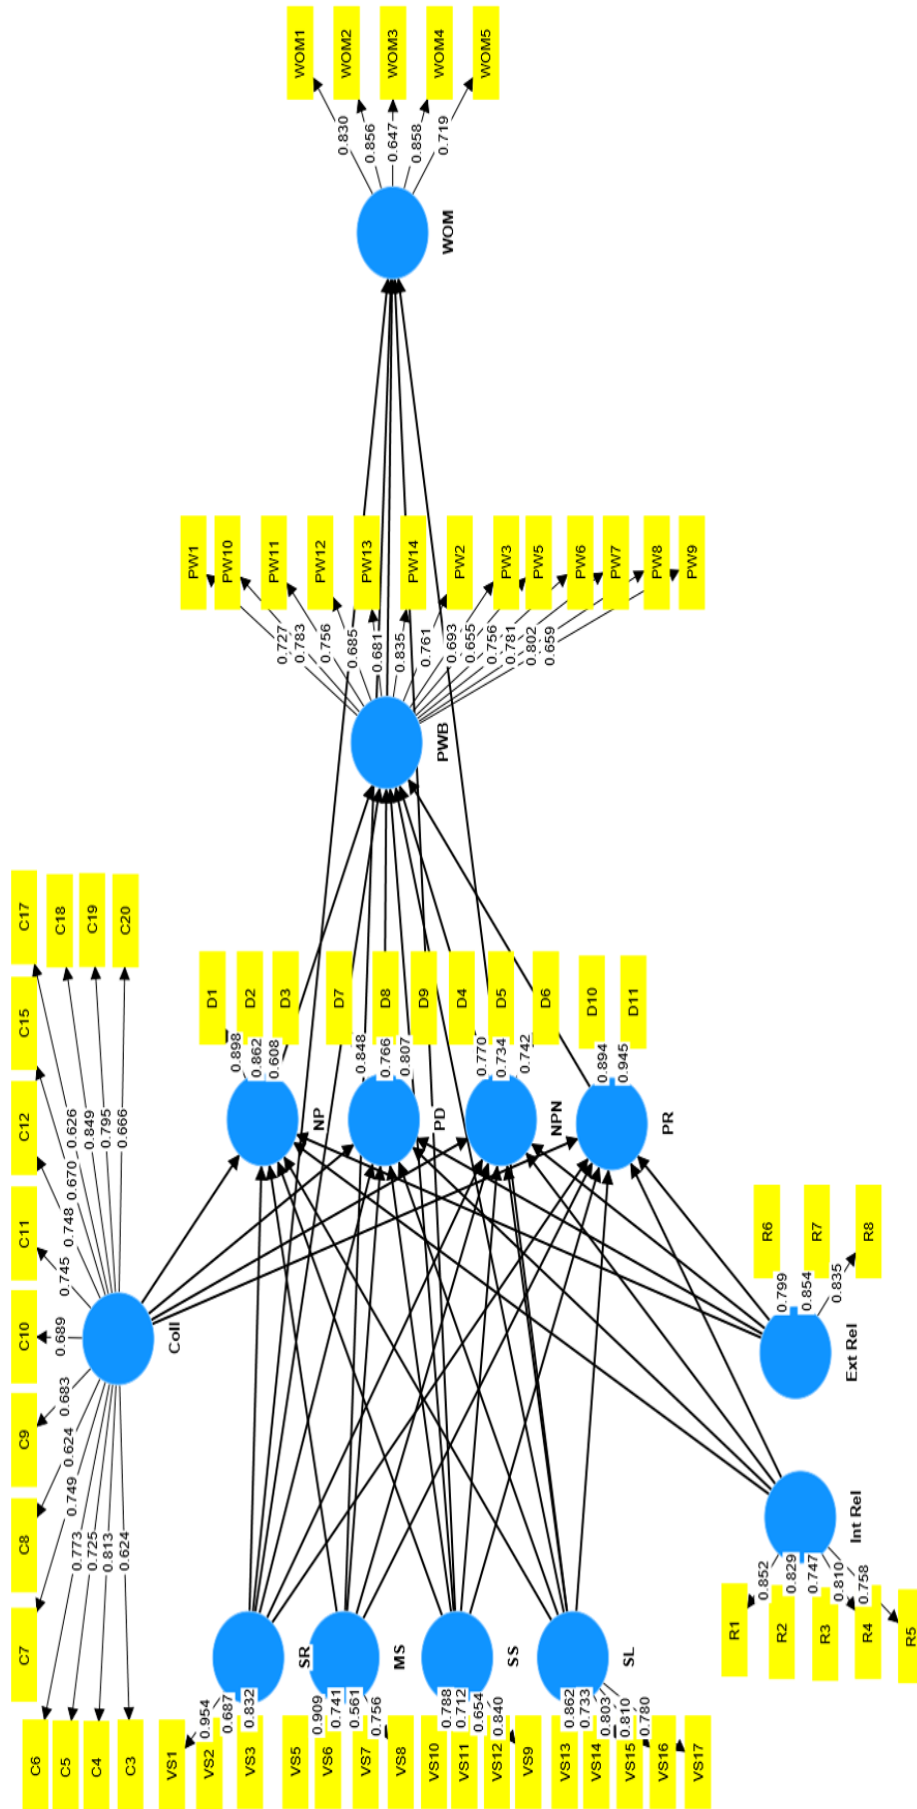 WOM1
WOM2
WOM3
WOM4
WOM5
0.830
0.856
0.647
0.858
0.719
WOM
PW1
PW10
PW11
PW12
PW13
PW14
PW2
PW3
PW5
PW6
PW7
PW8
PW9
0.727
0.783
0.756
0.685
0.681
0.835
0.761
0.693
0.655
0.756
0.781
0.802
0.659
PWB
C17
C18
C19
C20
C15
C12
C11
C10
C9
C8
C7
C6
C5
C4
C3
0.626
0.849
0.795
0.666
0.670
0.748
0.745
0.689
0.683
0.624
0.749
0.773
0.725
0.813
0.624
Coll
D1
D2
D3
D7
D8
D9
D4
D5
D6
D10
D11
0.898
0.862
0.608
0.848
0.766
0.807
0.770
0.734
0.742
0.894
0.945
NP
PD
NPN
PR
R6
R7
R8
0.799
0.854
0.835
Ext Rel
Int Rel
0.852
0.829
0.747
0.810
0.758
R1
R2
R3
R4
R5
SR
MS
SS
SL
0.954
0.687
0.832
0.909
0.741
0.561
0.756
0.788
0.712
0.654
0.840
0.862
0.733
0.803
0.810
0.780
VS1
VS2
VS3
VS5
VS6
VS7
VS8
VS10
VS11
VS12
VS9
VS13
VS14
VS15
VS16
VS17